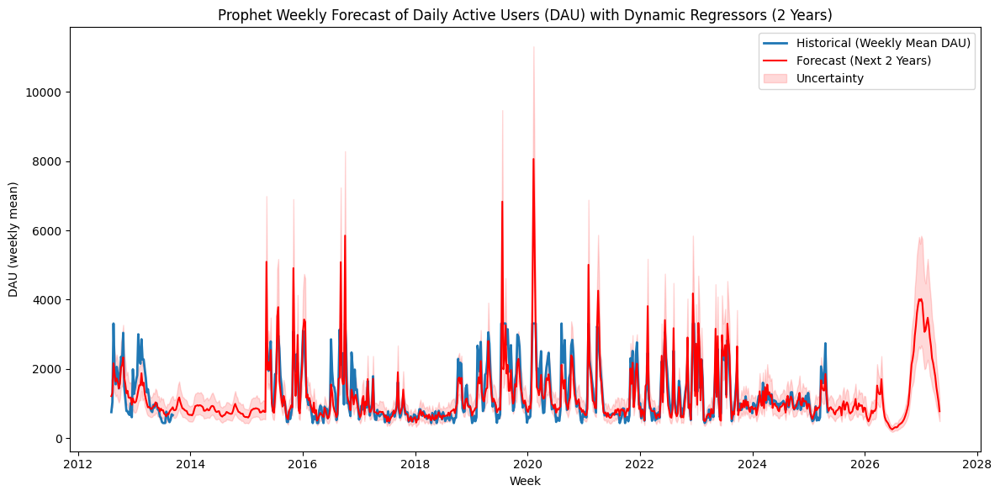 Prophet Weekly Forecast of Daily Active Users (DAU) with Dynamic Regressors (2 Years)
Historical (Weekly Mean DAU)
Forecast (Next 2 Years)
Uncertainty
DAU (weekly mean)
10000
8000
6000
4000
2000
0
2012 2014 2016 2018 2020 2022 2024 2026 2028
Week